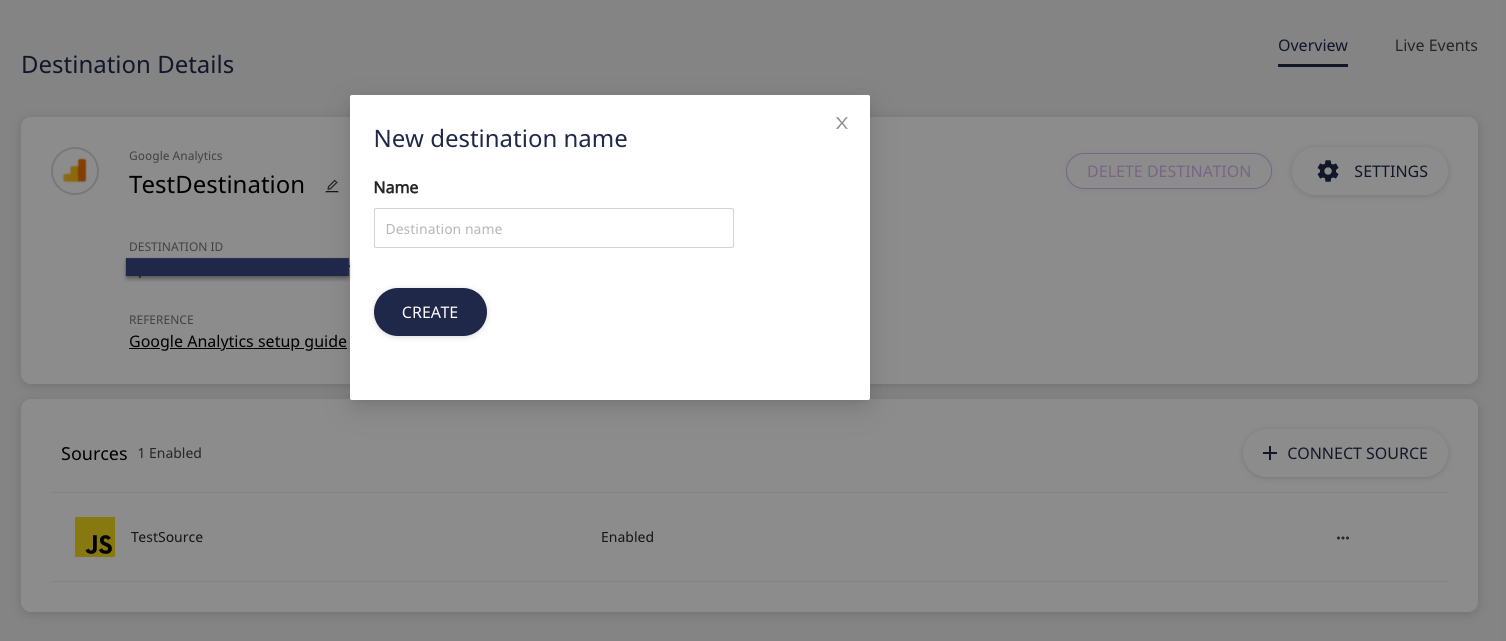 Overview
Live Events
Destination Details
X
New destination name
Google Analytics
TestDestination
DELETE DESTINATION
SETTINGS
Name
Destination name
DESTINATION ID
CREATE
REFERENCE
Google Analytics setup guide
Sources 1 Enabled
+ CONNECT SOURCE
JS TestSource Enabled ...